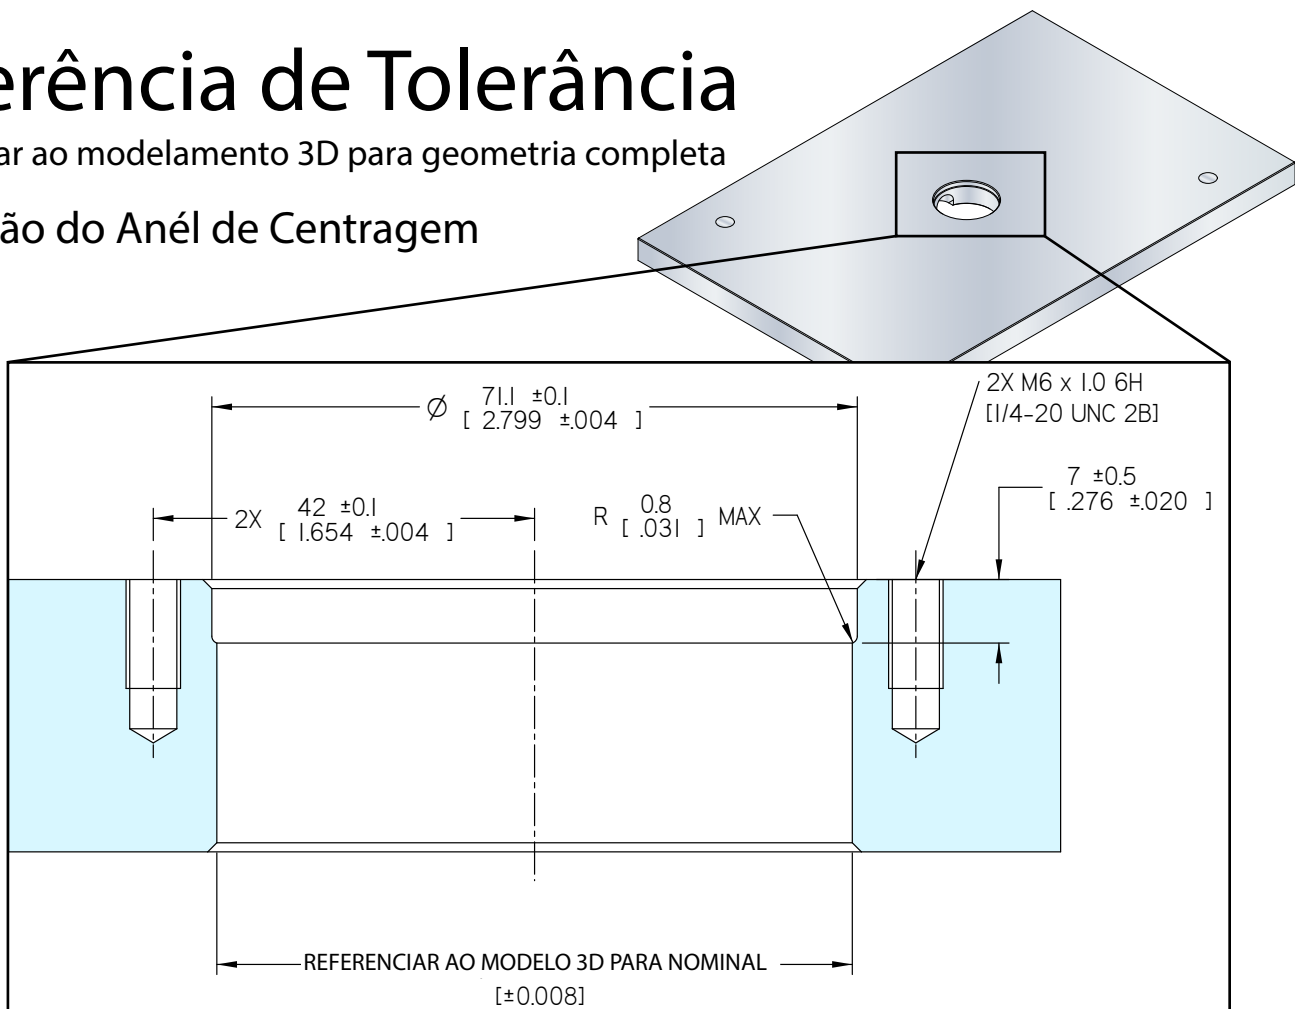 erência de Tolerância
ar ao modelamento 3D para geometria completa
ão do Anél de Centragem
2X M6 x 1.0 6H
[1/4-20 UNC 2B]
Ø 71.1 ±0.1
[ 2.799 ±.004 ]
7 ±0.5
[ .276 ±.020 ]
2X 42 ±0.1
[ 1.654 ±.004 ]
R 0.8 MAX
[ .031 ]
REFERENCIAR AO MODELO 3D PARA NOMINAL
[±0.008]